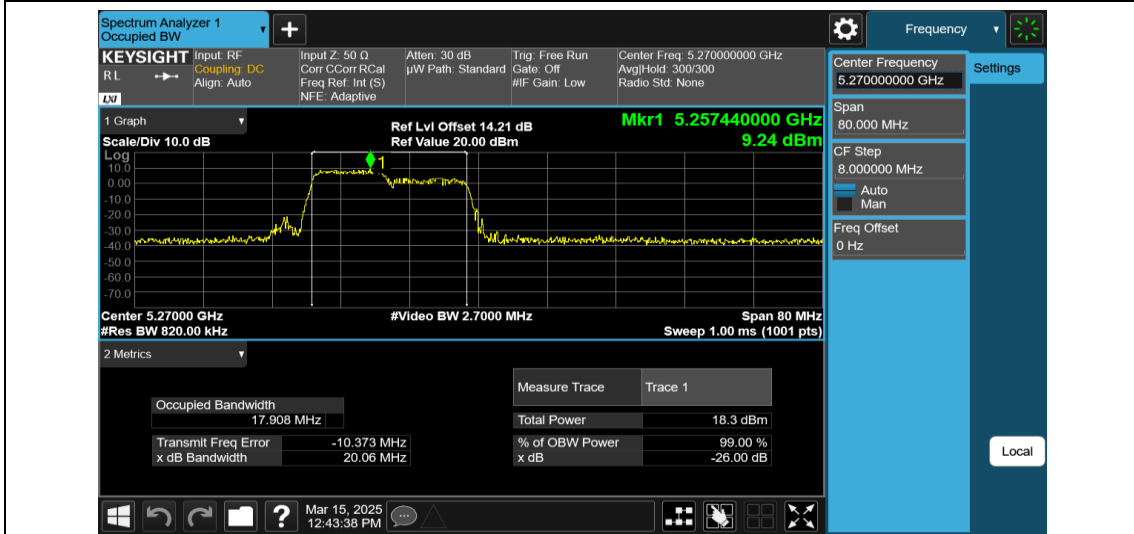 Spectrum Analyzer 1
Occupied BW
Frequency
KEYSIGHT
R L
LXI
Input: RF
Coupling: DC
Align: Auto
Input Z: 50 Ω
Corr CCorr RCal
Freq Ref: Int (S)
NFE: Adaptive
Atten: 30 dB
µW Path: Standard
Trig: Free Run
Gate: Off
#IF Gain: Low
Center Freq: 5.270000000 GHz
Avg|Hold: 300/300
Radio Std: None
Center Frequency
5.270000000 GHz
Settings
Span
80.000 MHz
CF Step
8.000000 MHz
Auto
Man
Freq Offset
0 Hz
1 Graph
Scale/Div 10.0 dB
Ref Lvl Offset 14.21 dB
Ref Value 20.00 dBm
Mkr1 5.257440000 GHz
9.24 dBm
Log
10.0
0.00
-10.0
-20.0
-30.0
-40.0
-50.0
-60.0
-70.0
1
Center 5.27000 GHz
#Res BW 820.00 kHz
#Video BW 2.7000 MHz
Span 80 MHz
Sweep 1.00 ms (1001 pts)
2 Metrics
Measure Trace Trace 1
Occupied Bandwidth
17.908 MHz
Total Power 18.3 dBm
Transmit Freq Error -10.373 MHz
% of OBW Power 99.00 %
x dB Bandwidth 20.06 MHz
x dB -26.00 dB
Local
?
Mar 15, 2025
12:43:38 PM